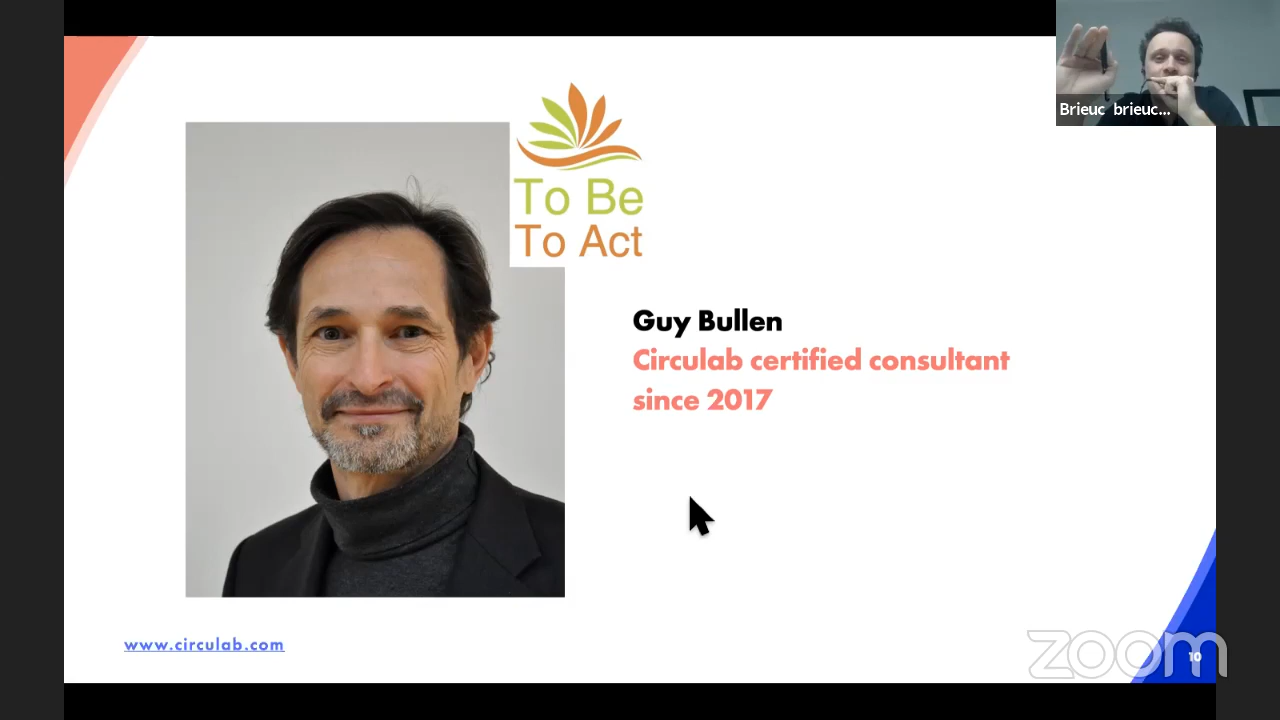 Brieuc brieuc...
To Be
To Act
Guy Bullen
Circulab certified consultant
since 2017
www.circulab.com
zoom
10